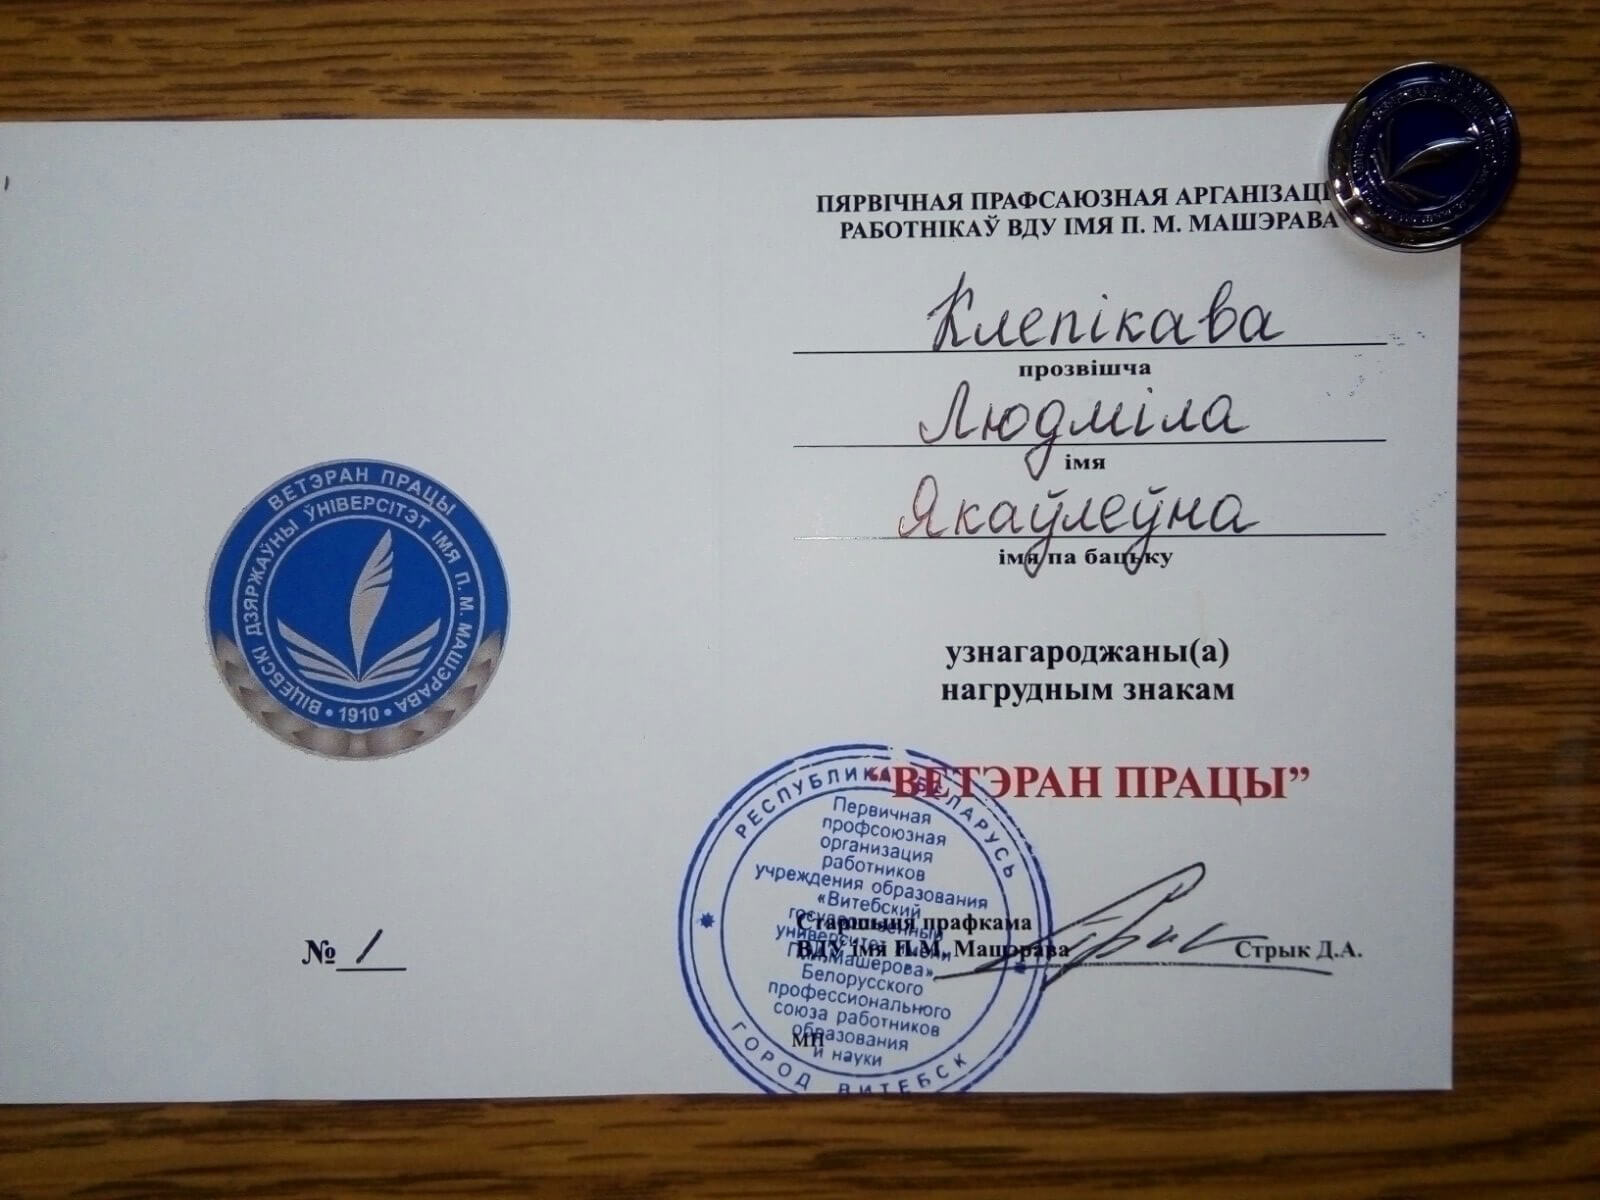 ВЕТЭРАН ПРАЦЫ
ВІЦЕБСКІ ДЗЯРЖАЎНЫ ЎНІВЕРСІТЭТ ІМЯ П. М. МАШЭРАВА
• 1910 •
№ 1
ПЯРВІЧНАЯ ПРАФСАЮЗНАЯ АРГАНІЗАЦ
РАБОТНІКАЎ ВДУ ІМЯ П. М. МАШЭРАВА
Клепікава
прозвішча
Людміла
імя
Якаўлеўна
імя па бацьку
узнагароджаны(а)
нагрудным знакам
“ВЕТЭРАН ПРАЦЫ”
Старшыня прафкама
ВДУ імя П.М. Машэрава
Стрык Д.А.
МП
РЕСПУБЛИКА БЕЛАРУСЬ
Первичная
профсоюзная
организация
работников
учреждения образования
«Витебский
государственный
университет имени
П.М.Машерова»
Белорусского
профессионального
союза работников
образования
и науки
ГОРОД ВИТЕБСК